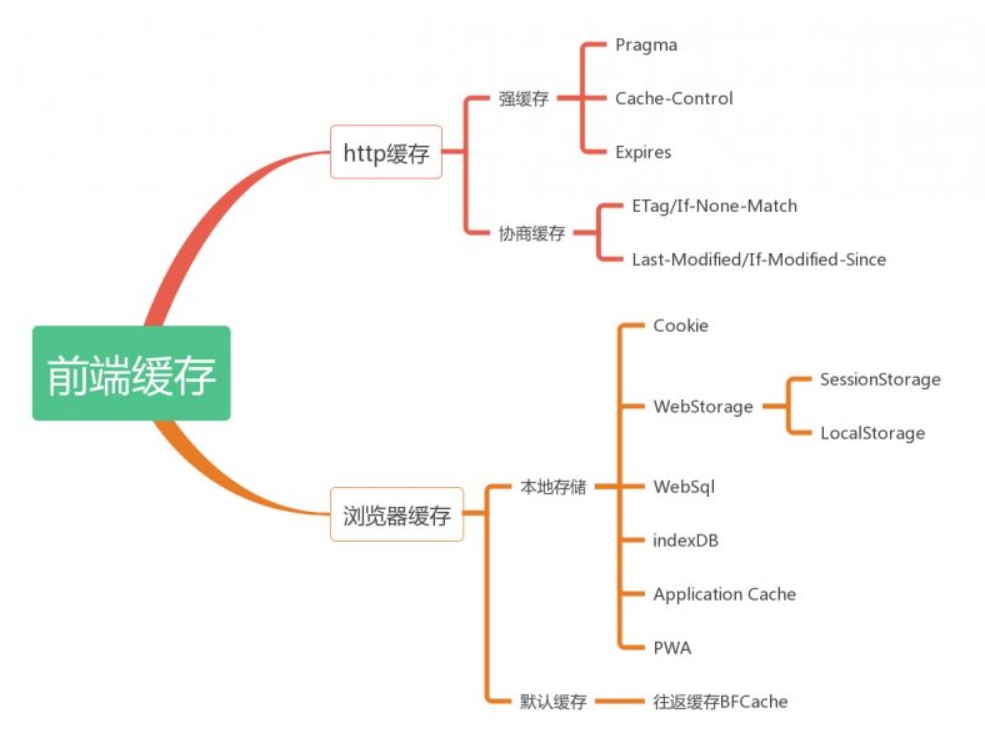 前端缓存
http缓存
强缓存
Pragma
Cache-Control
Expires
协商缓存
ETag/If-None-Match
Last-Modified/If-Modified-Since
浏览器缓存
本地存储
Cookie
WebStorage
SessionStorage
LocalStorage
WebSql
indexDB
Application Cache
PWA
默认缓存
往返缓存BFCache